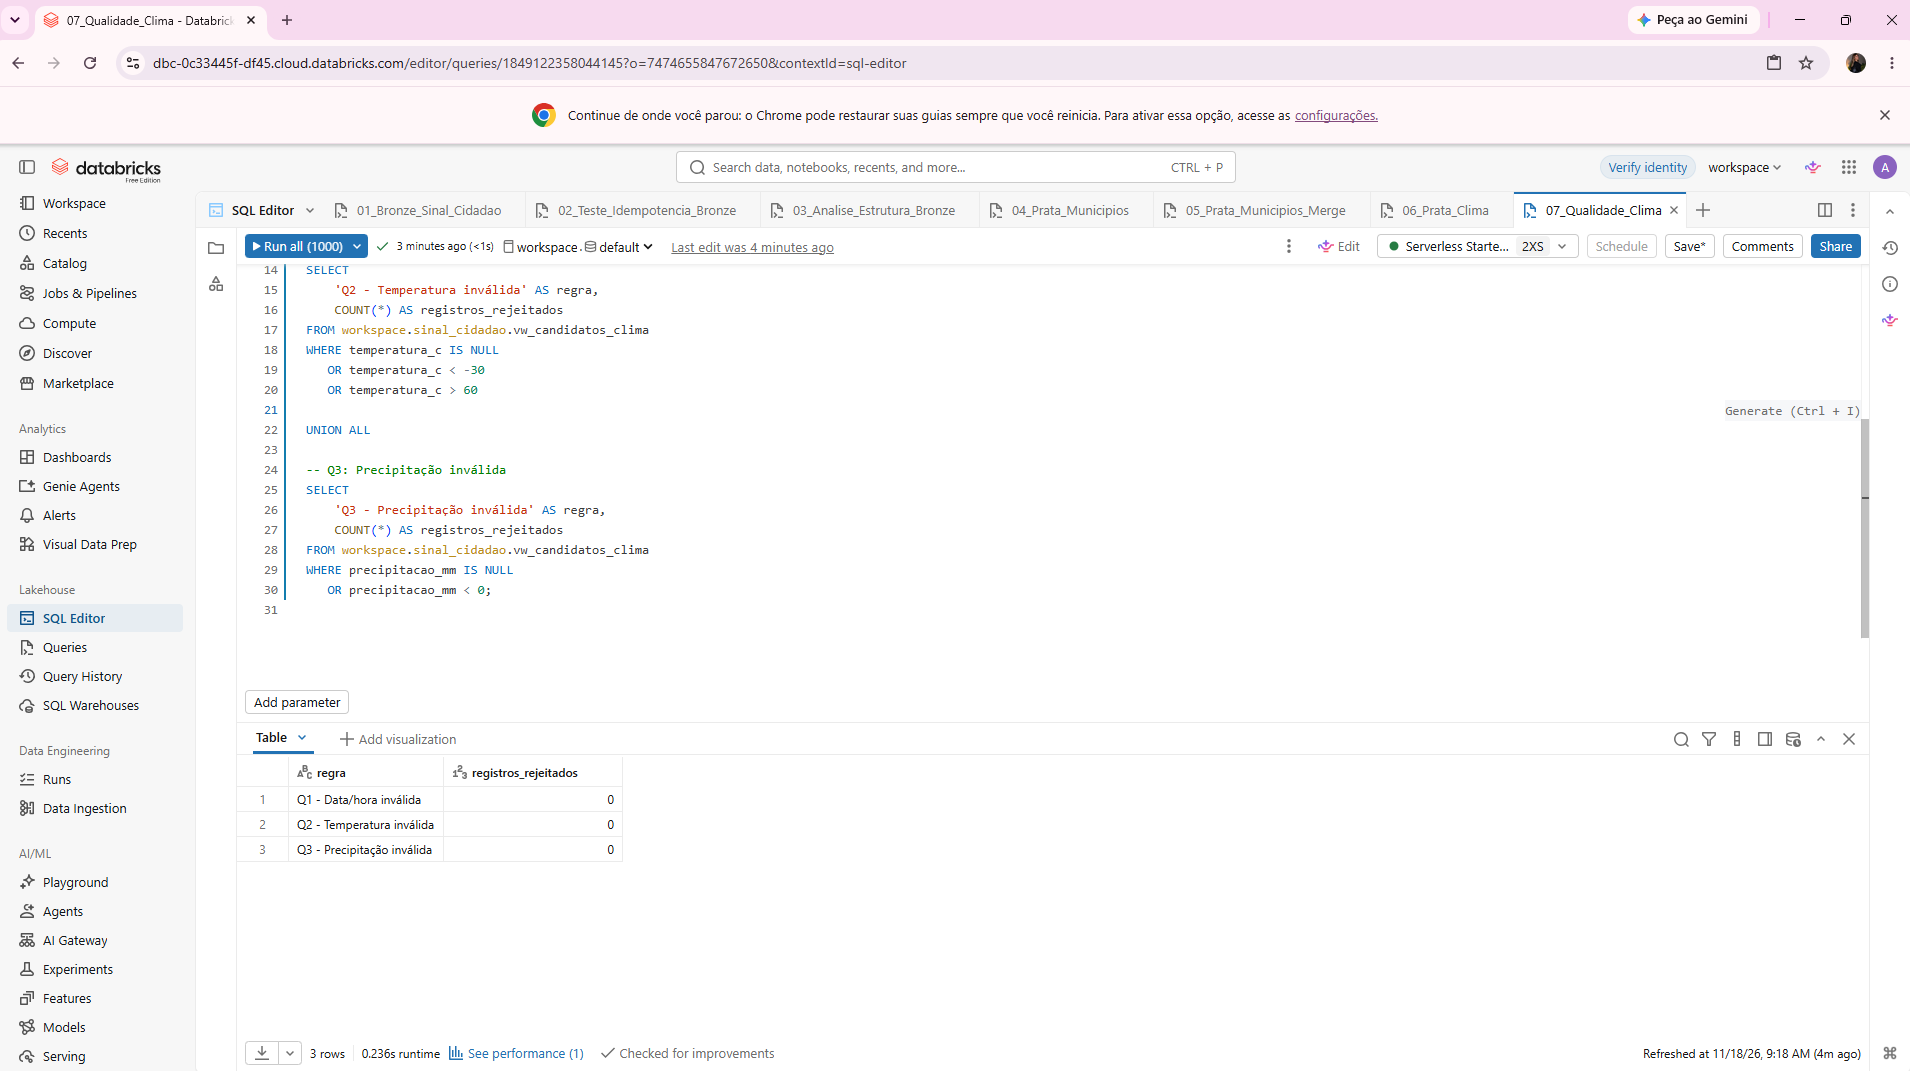 07_Qualidade_Clima - Databrick
Peça ao Gemini
dbc-0c33445f-df45.cloud.databricks.com/editor/queries/1849122358044145?o=7474655847672650&contextId=sql-editor
Continue de onde você parou: o Chrome pode restaurar suas guias sempre que você reinicia. Para ativar essa opção, acesse as configurações.
databricks
Free Edition
Search data, notebooks, recents, and more...
CTRL + P
Verify identity
workspace
A
Workspace
Recents
Catalog
Jobs & Pipelines
Compute
Discover
Marketplace
Analytics
Dashboards
Genie Agents
Alerts
Visual Data Prep
Lakehouse
SQL Editor
Queries
Query History
SQL Warehouses
Data Engineering
Runs
Data Ingestion
AI/ML
Playground
Agents
AI Gateway
Experiments
Features
Models
Serving
SQL Editor
01_Bronze_Sinal_Cidadao
02_Teste_Idempotencia_Bronze
03_Analise_Estrutura_Bronze
04_Prata_Municipios
05_Prata_Municipios_Merge
06_Prata_Clima
07_Qualidade_Clima
Run all (1000)
3 minutes ago (<1s)
workspace.default
Last edit was 4 minutes ago
Edit
Serverless Starte... 2XS
Schedule
Save*
Comments
Share
14 SELECT
15 'Q2 - Temperatura inválida' AS regra,
16 COUNT(*) AS registros_rejeitados
17 FROM workspace.sinal_cidadao.vw_candidatos_clima
18 WHERE temperatura_c IS NULL
19 OR temperatura_c < -30
20 OR temperatura_c > 60
21
Generate (Ctrl + I)
22 UNION ALL
23
24 -- Q3: Precipitação inválida
25 SELECT
26 'Q3 - Precipitação inválida' AS regra,
27 COUNT(*) AS registros_rejeitados
28 FROM workspace.sinal_cidadao.vw_candidatos_clima
29 WHERE precipitacao_mm IS NULL
30 OR precipitacao_mm < 0;
31
Add parameter
Table
Add visualization
regra registros_rejeitados
1 Q1 - Data/hora inválida 0
2 Q2 - Temperatura inválida 0
3 Q3 - Precipitação inválida 0
3 rows
0.236s runtime
See performance (1)
Checked for improvements
Refreshed at 11/18/26, 9:18 AM (4m ago)